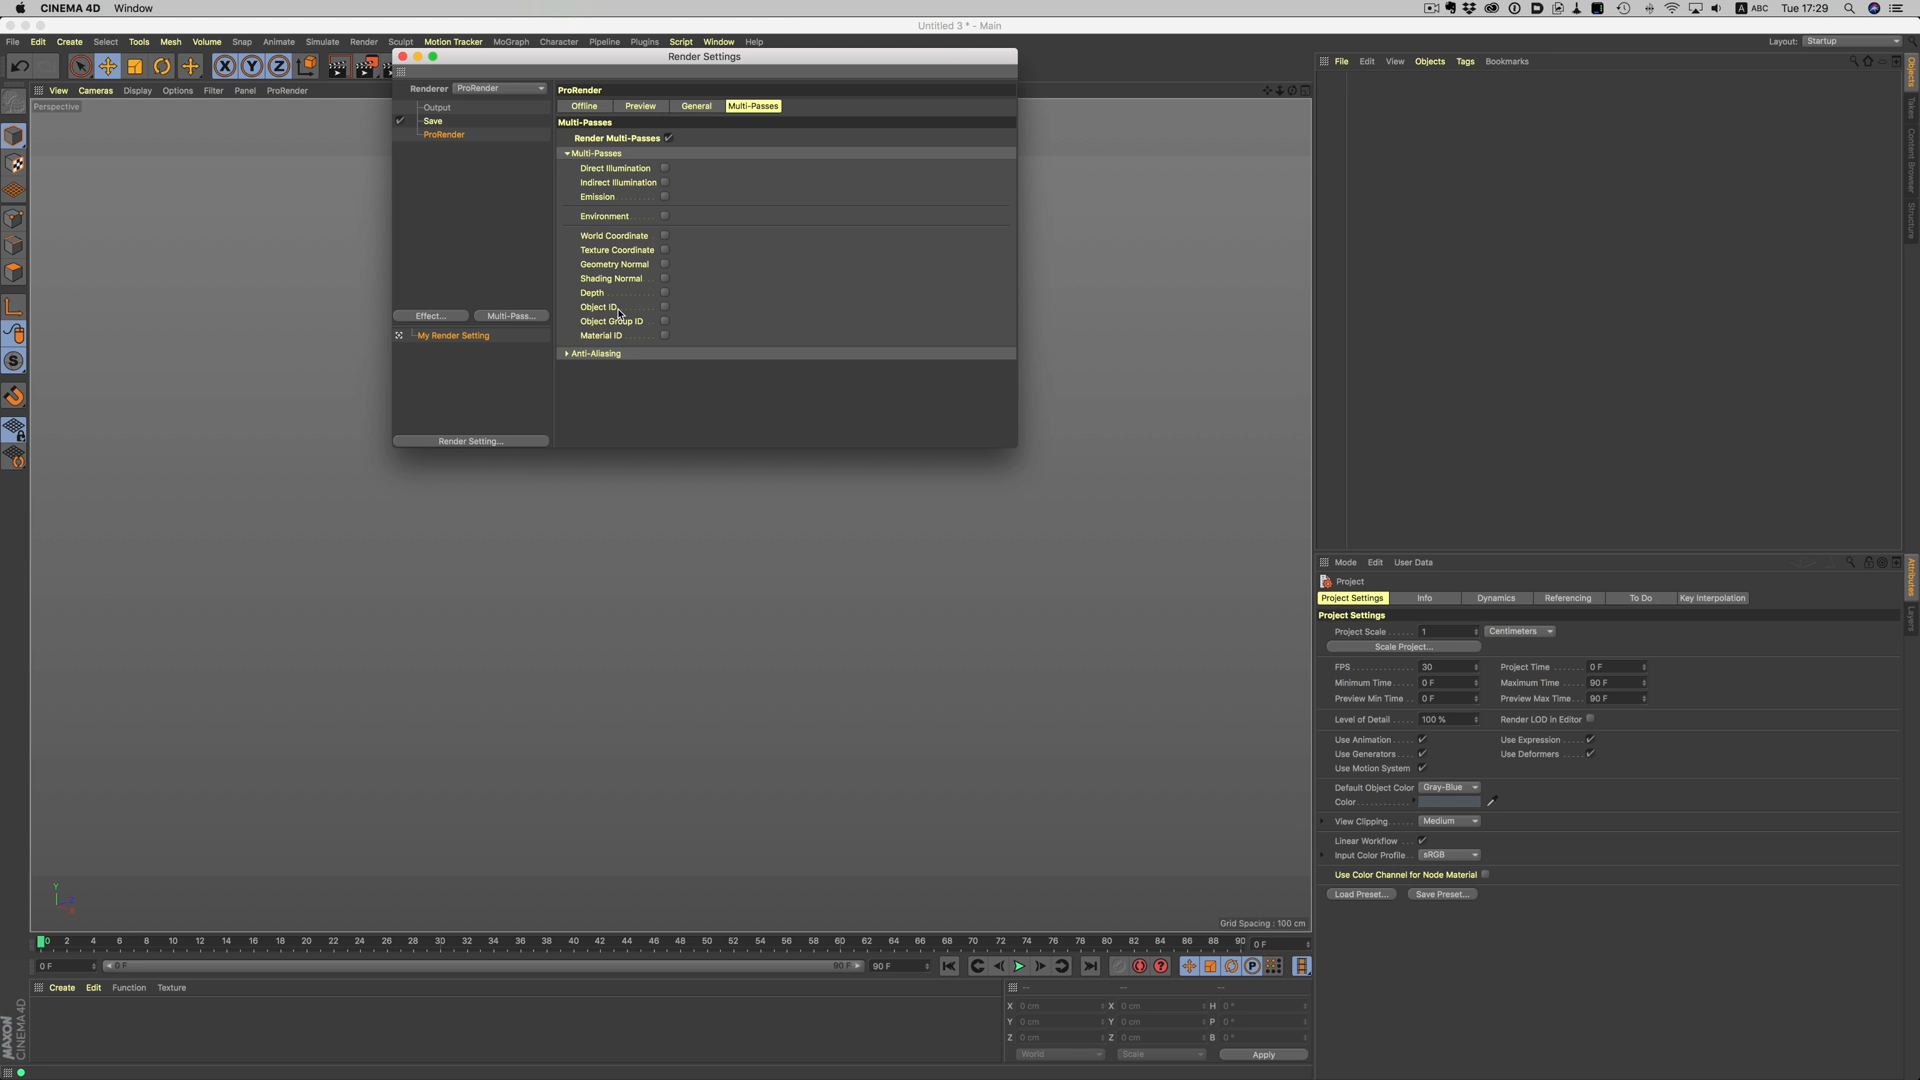 CINEMA 4D Window
ABC Tue 17:29
Untitled 3 * - Main
File Edit Create Select Tools Mesh Volume Snap Animate Simulate Render Sculpt Motion Tracker MoGraph Character Pipeline Plugins Script Window Help
Layout: Startup
Render Settings
File Edit View Objects Tags Bookmarks
View Cameras Display Options Filter Panel ProRender
Perspective
Renderer ProRender
Output
Save
ProRender
Effect... Multi-Pass...
My Render Setting
Render Setting...
ProRender
Offline Preview General Multi-Passes
Multi-Passes
Render Multi-Passes
Multi-Passes
Direct Illumination
Indirect Illumination
Emission
Environment
World Coordinate
Texture Coordinate
Geometry Normal
Shading Normal
Depth
Object ID
Object Group ID
Material ID
Anti-Aliasing
Objects
Takes
Content Browser
Structure
Mode Edit User Data
Project
Project Settings Info Dynamics Referencing To Do Key Interpolation
Project Settings
Project Scale 1 Centimeters
Scale Project...
FPS 30 Project Time 0 F
Minimum Time 0 F Maximum Time 90 F
Preview Min Time 0 F Preview Max Time 90 F
Level of Detail 100 % Render LOD in Editor
Use Animation Use Expression
Use Generators Use Deformers
Use Motion System
Default Object Color Gray-Blue
Color
View Clipping Medium
Linear Workflow
Input Color Profile sRGB
Use Color Channel for Node Material
Load Preset... Save Preset...
Attributes
Layers
Y
Z
X
Grid Spacing : 100 cm
0 2 4 6 8 10 12 14 16 18 20 22 24 26 28 30 32 34 36 38 40 42 44 46 48 50 52 54 56 58 60 62 64 66 68 70 72 74 76 78 80 82 84 86 88 90 0 F
0 F 0 F 90 F 90 F
Create Edit Function Texture
-- -- --
X 0 cm X 0 cm H 0 °
Y 0 cm Y 0 cm P 0 °
Z 0 cm Z 0 cm B 0 °
World Scale Apply
MAXON
CINEMA 4D